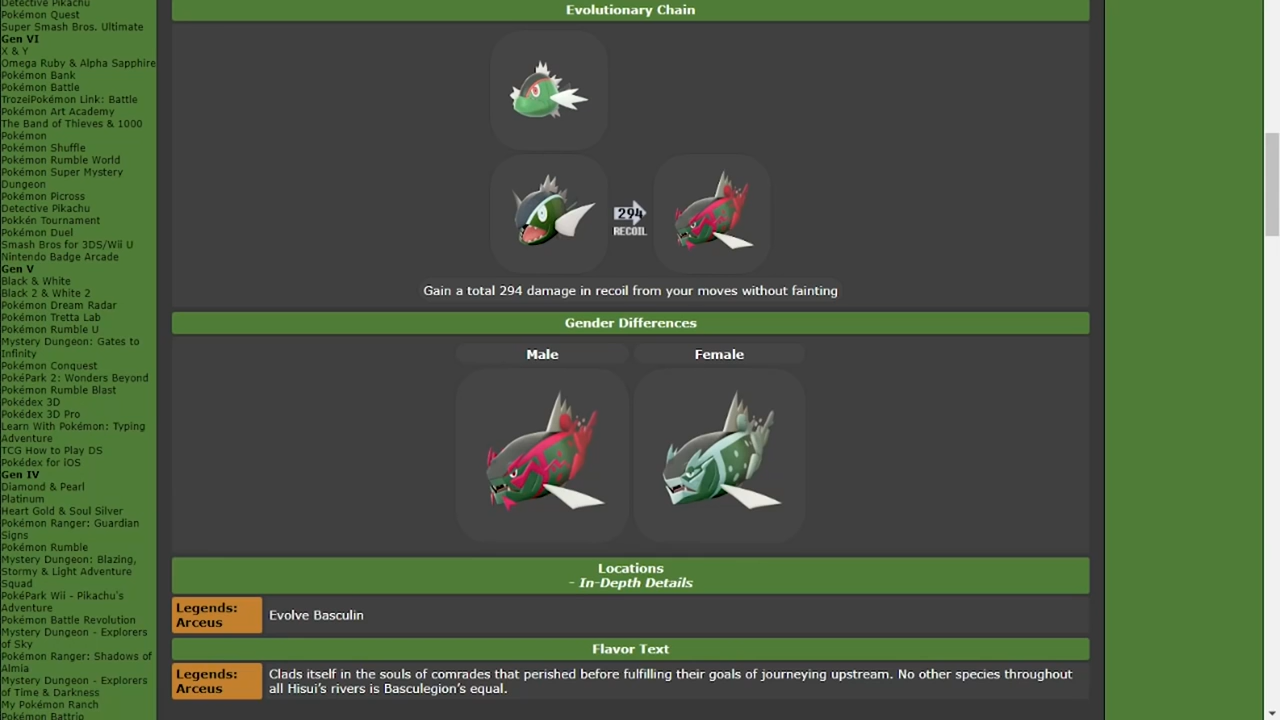 Detective Pikachu
Pokémon Quest
Super Smash Bros. Ultimate
Gen VI
X & Y
Omega Ruby & Alpha Sapphire
Pokémon Bank
Pokémon Battle
TrozeiPokémon Link: Battle
Pokémon Art Academy
The Band of Thieves & 1000
Pokémon
Pokémon Shuffle
Pokémon Rumble World
Pokémon Super Mystery
Dungeon
Pokémon Picross
Detective Pikachu
Pokkén Tournament
Pokémon Duel
Smash Bros for 3DS/Wii U
Nintendo Badge Arcade
Gen V
Black & White
Black 2 & White 2
Pokémon Dream Radar
Pokémon Tretta Lab
Pokémon Rumble U
Mystery Dungeon: Gates to
Infinity
Pokémon Conquest
PokéPark 2: Wonders Beyond
Pokémon Rumble Blast
Pokédex 3D
Pokédex 3D Pro
Learn With Pokémon: Typing
Adventure
TCG How to Play DS
Pokédex for iOS
Gen IV
Diamond & Pearl
Platinum
Heart Gold & Soul Silver
Pokémon Ranger: Guardian
Signs
Pokémon Rumble
Mystery Dungeon: Blazing,
Stormy & Light Adventure
Squad
PokéPark Wii - Pikachu's
Adventure
Pokémon Battle Revolution
Mystery Dungeon - Explorers
of Sky
Pokémon Ranger: Shadows of
Almia
Mystery Dungeon - Explorers
of Time & Darkness
My Pokémon Ranch
Pokémon Battrio
Evolutionary Chain
294
RECOIL
Gain a total 294 damage in recoil from your moves without fainting
Gender Differences
Male Female
Locations
- In-Depth Details
Legends:
Arceus
Evolve Basculin
Flavor Text
Legends:
Arceus
Clads itself in the souls of comrades that perished before fulfilling their goals of journeying upstream. No other species throughout
all Hisui's rivers is Basculegion's equal.